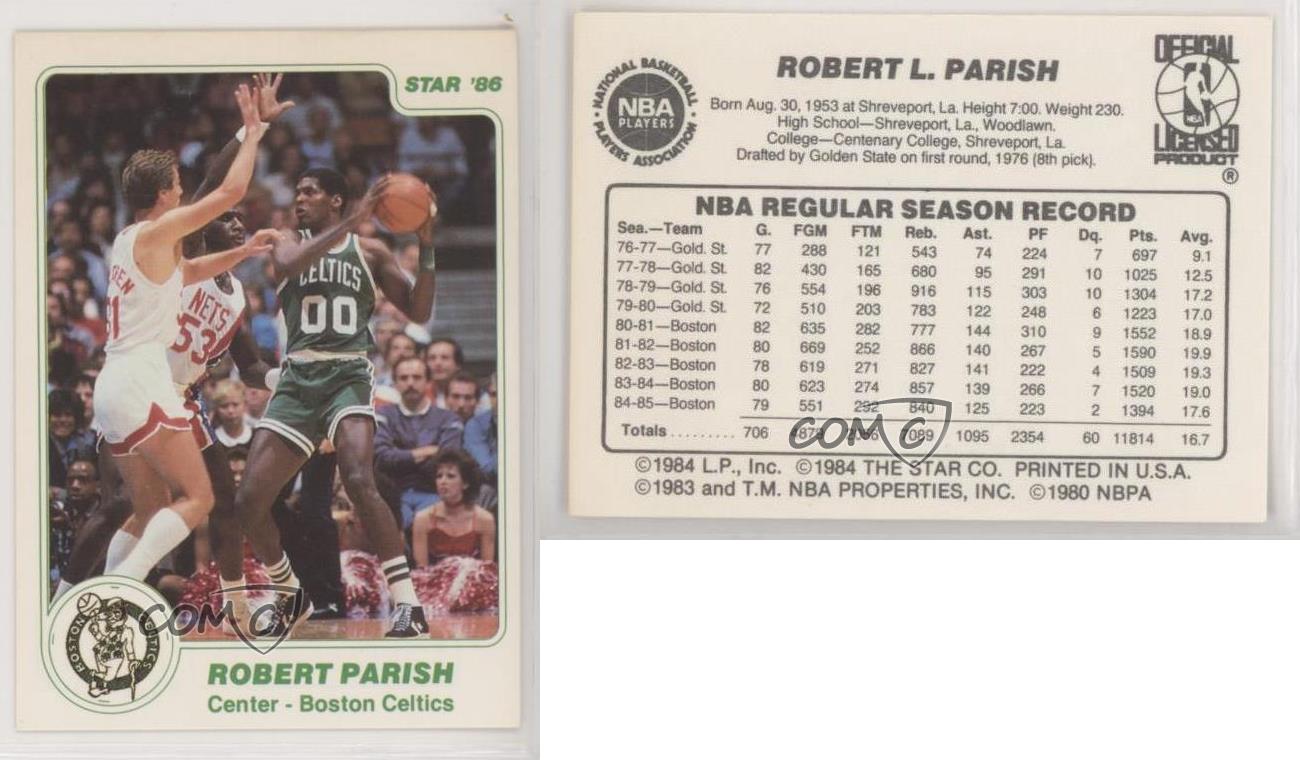 STAR '86
DEN
31
NETS
53
CELTICS
00
BOSTON CELTICS
COMC
ROBERT PARISH
Center - Boston Celtics
NATIONAL BASKETBALL
NBA
PLAYERS
PLAYERS ASSOCIATION
ROBERT L. PARISH
Born Aug. 30, 1953 at Shreveport, La. Height 7:00. Weight 230.
High School—Shreveport, La., Woodlawn.
College—Centenary College, Shreveport, La.
Drafted by Golden State on first round, 1976 (8th pick).
OFFICIAL
NBA
LICENSED
PRODUCT
®
NBA REGULAR SEASON RECORD
Sea.—Team G. FGM FTM Reb. Ast. PF Dq. Pts. Avg.
76-77—Gold. St. 77 288 121 543 74 224 7 697 9.1
77-78—Gold. St. 82 430 165 680 95 291 10 1025 12.5
78-79—Gold. St. 76 554 196 916 115 303 10 1304 17.2
79-80—Gold. St. 72 510 203 783 122 248 6 1223 17.0
80-81—Boston 82 635 282 777 144 310 9 1552 18.9
81-82—Boston 80 669 252 866 140 267 5 1590 19.9
82-83—Boston 78 619 271 827 141 222 4 1509 19.3
83-84—Boston 80 623 274 857 139 266 7 1520 19.0
84-85—Boston 79 551 292 840 125 223 2 1394 17.6
Totals ......... 706 4879 2056 7089 1095 2354 60 11814 16.7
COMC
©1984 L.P., Inc. ©1984 THE STAR CO. PRINTED IN U.S.A.
©1983 and T.M. NBA PROPERTIES, INC. ©1980 NBPA